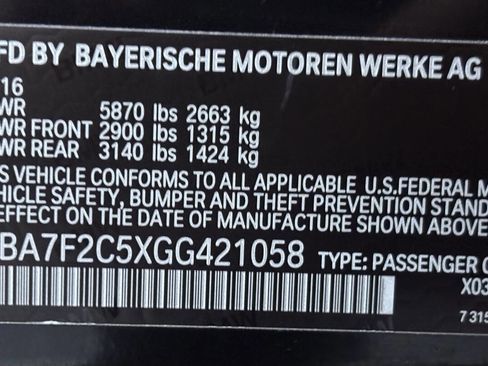 MFD BY BAYERISCHE MOTOREN WERKE AG
16
WR 5870 lbs 2663 kg
WR FRONT 2900 lbs 1315 kg
WR REAR 3140 lbs 1424 kg
S VEHICLE CONFORMS TO ALL APPLICABLE U.S.FEDERAL M
HICLE SAFETY, BUMPER AND THEFT PREVENTION STAND
EFFECT ON THE DATE OF MANUFACTURE SHOWN ABOVE.
BA7F2C5XGG421058 TYPE: PASSENGER C
X03
7 315